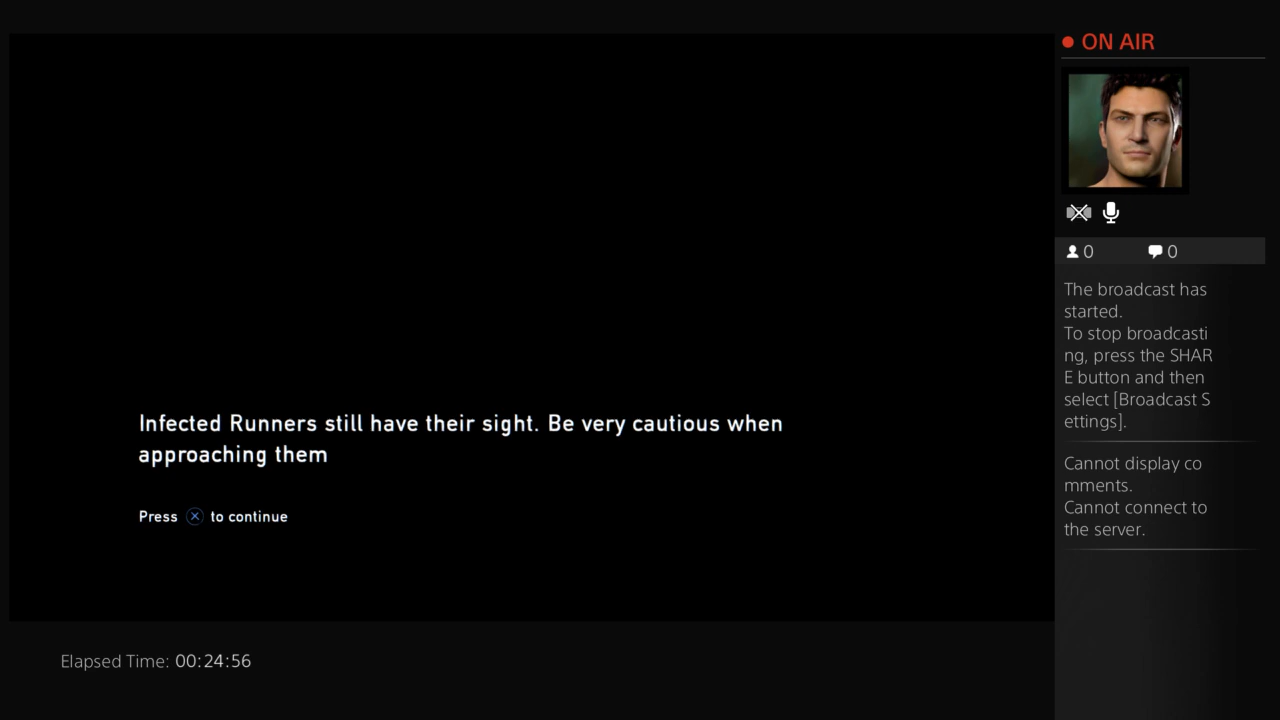 Infected Runners still have their sight. Be very cautious when
approaching them
Press ⓧ to continue
Elapsed Time: 00:24:56
ON AIR
0 0
The broadcast has
started.
To stop broadcasti
ng, press the SHAR
E button and then
select [Broadcast S
ettings].
Cannot display co
mments.
Cannot connect to
the server.